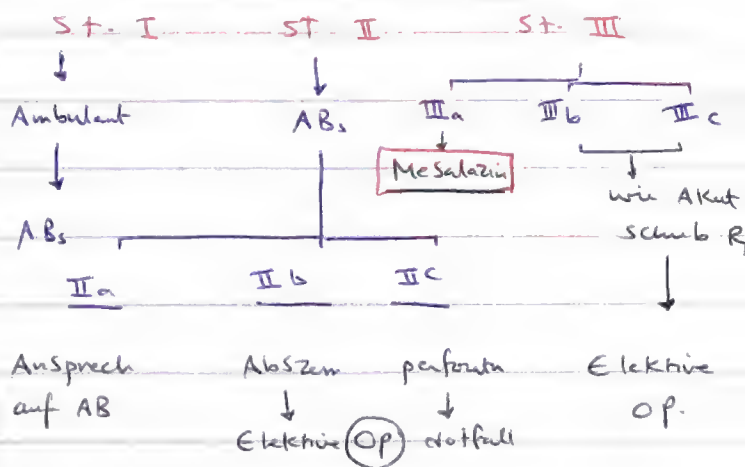 St. I St II St. III
Ambulant ABs IIIa IIIb IIIc
Mesalazin
wie Akut
ABs Schub R
IIa IIb IIc
Ansprech Abszem perforatn Elektive
auf AB OP.
Elektive OP Notfall